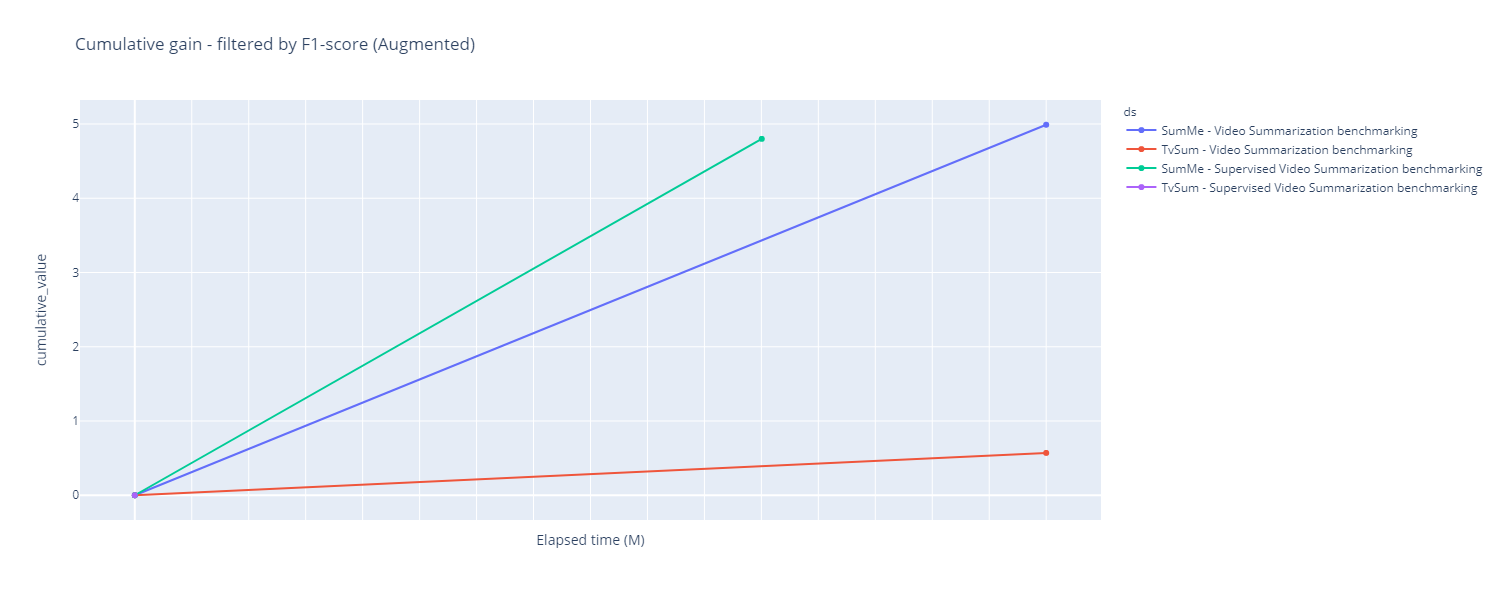 Cumulative gain - filtered by F1-score (Augmented)
ds
SumMe - Video Summarization benchmarking
TvSum - Video Summarization benchmarking
SumMe - Supervised Video Summarization benchmarking
TvSum - Supervised Video Summarization benchmarking
5
4
3
2
1
0
cumulative_value
Elapsed time (M)